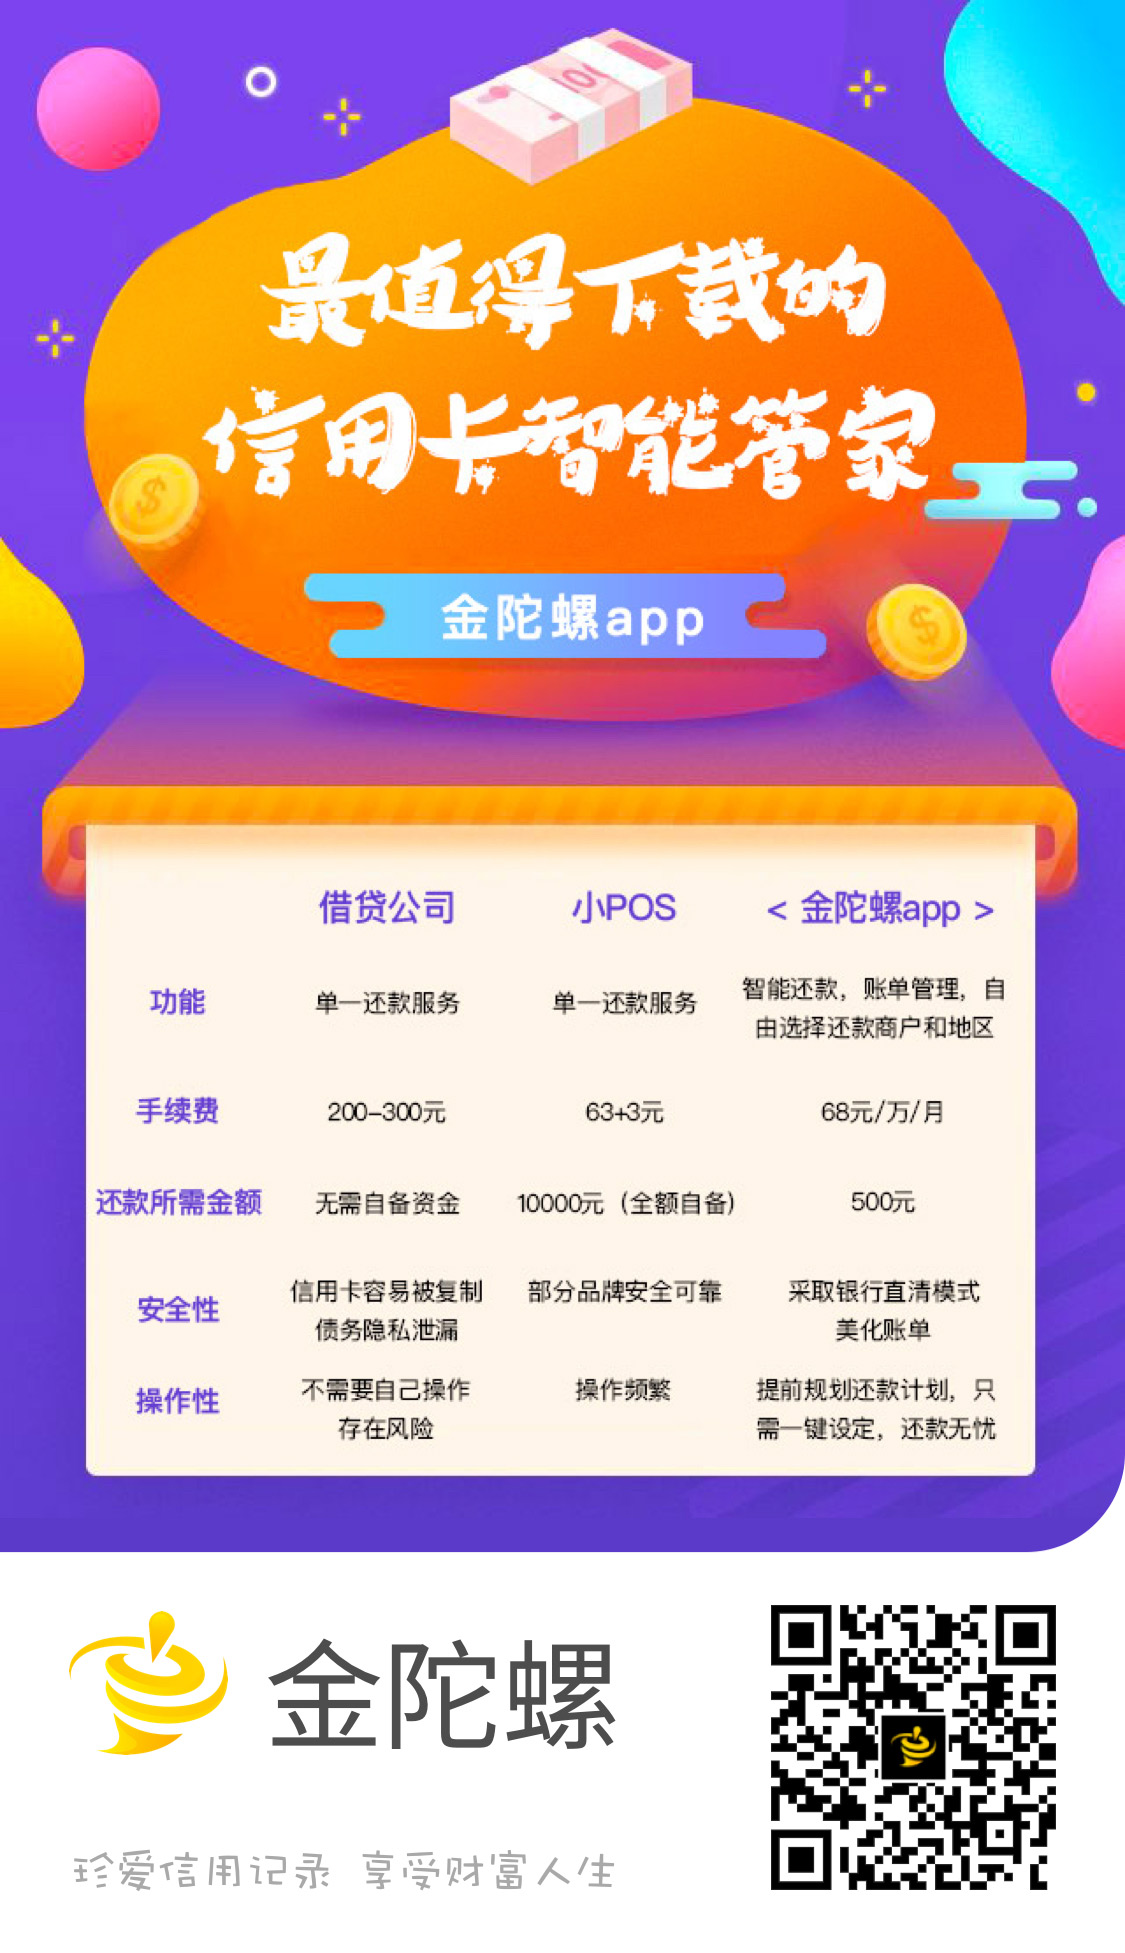 100
最值得下载的
信用卡智能管家
金陀螺app
借贷公司 小POS < 金陀螺app >
功能 单一还款服务 单一还款服务 智能还款，账单管理，自
由选择还款商户和地区
手续费 200-300元 63+3元 68元/万/月
还款所需金额 无需自备资金 10000元（全额自备） 500元
安全性 信用卡容易被复制 部分品牌安全可靠 采取银行直清模式
债务隐私泄漏 美化账单
操作性 不需要自己操作 操作频繁 提前规划还款计划，只
存在风险 需一键设定，还款无忧
金陀螺
珍爱信用记录 享受财富人生